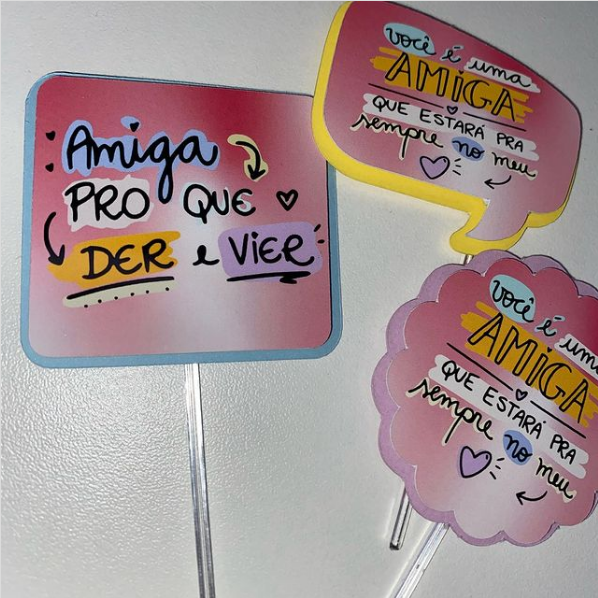 Amiga
PRO QUE
DER e VIER
você é uma
AMIGA
QUE ESTARÁ PRA
sempre no meu
você é uma
AMIGA
QUE ESTARÁ PRA
sempre no meu